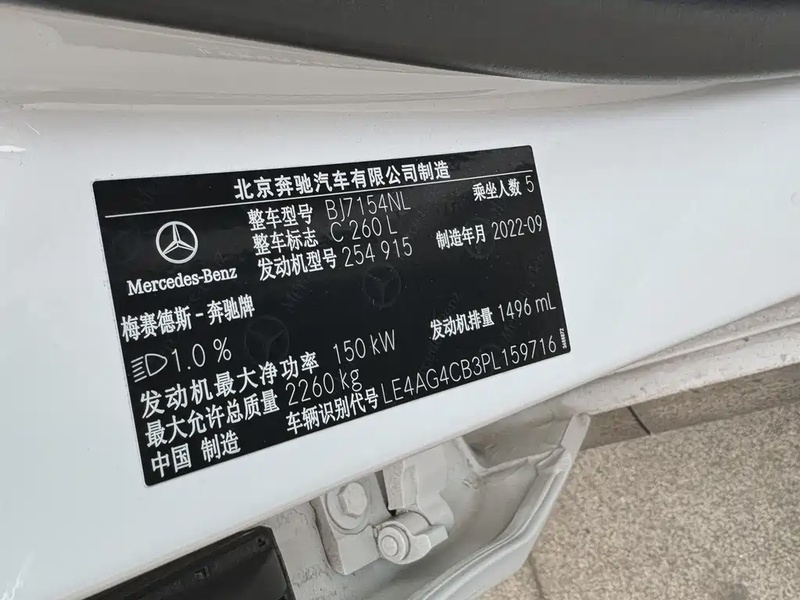 北京奔驰汽车有限公司制造
整车型号 BJ7154NL 乘坐人数 5
整车标志 C 260 L
发动机型号 254 915 制造年月 2022-09
Mercedes-Benz
梅赛德斯-奔驰牌
1.0 % 发动机排量 1496 mL
发动机最大净功率 150 kW
最大允许总质量 2260 kg
中国 制造 车辆识别代号 LE4AG4CB3PL159716